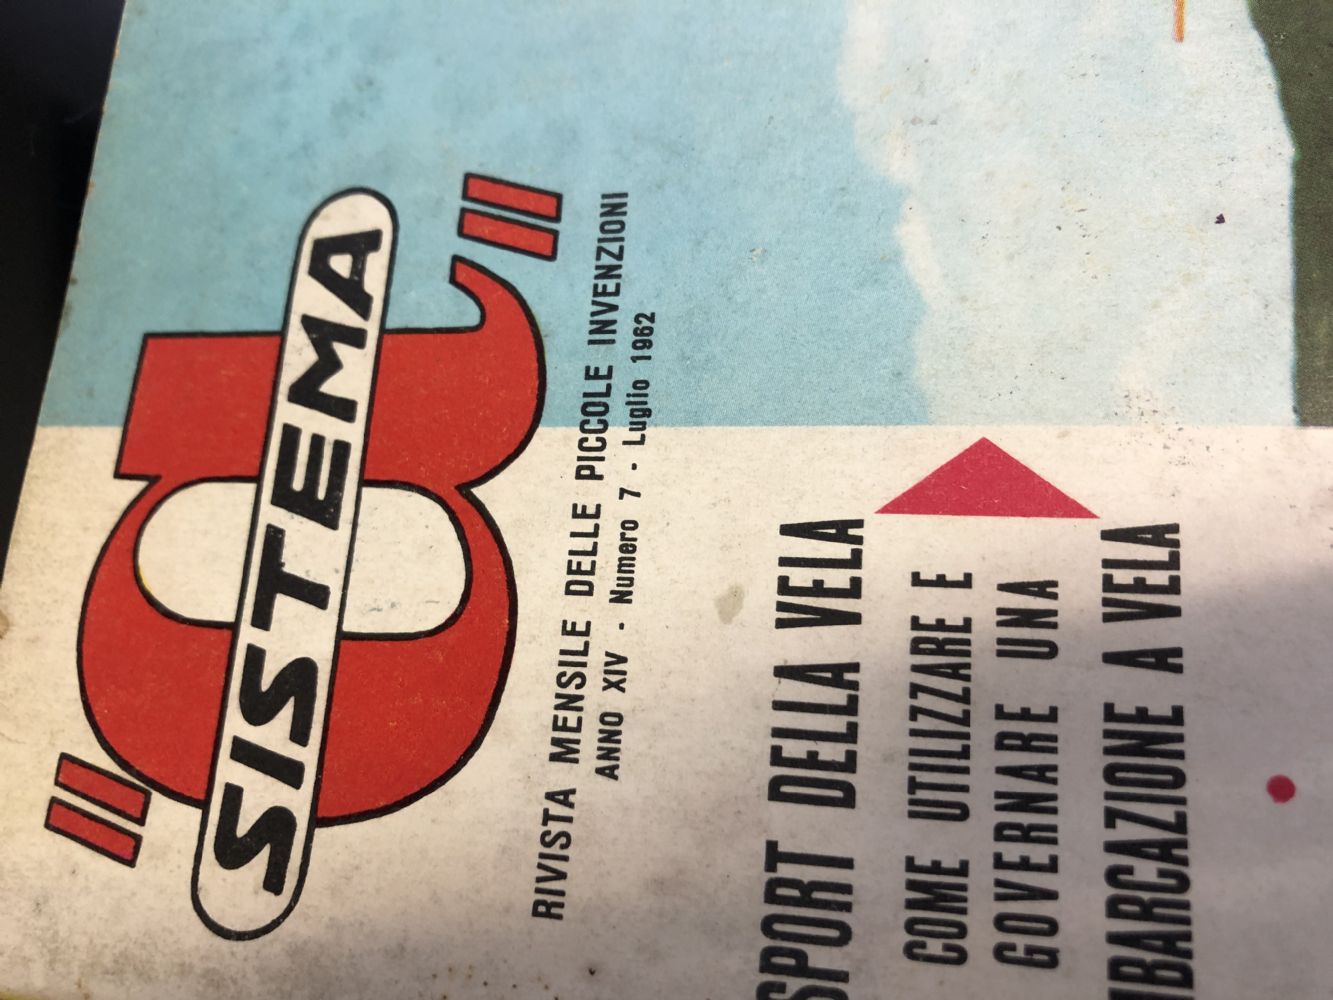 "a"
SISTEMA
RIVISTA MENSILE DELLE PICCOLE INVENZIONI
ANNO XIV - Numero 7 - Luglio 1962
SPORT DELLA VELA
COME UTILIZZARE E
GOVERNARE UNA
MBARCAZIONE A VELA